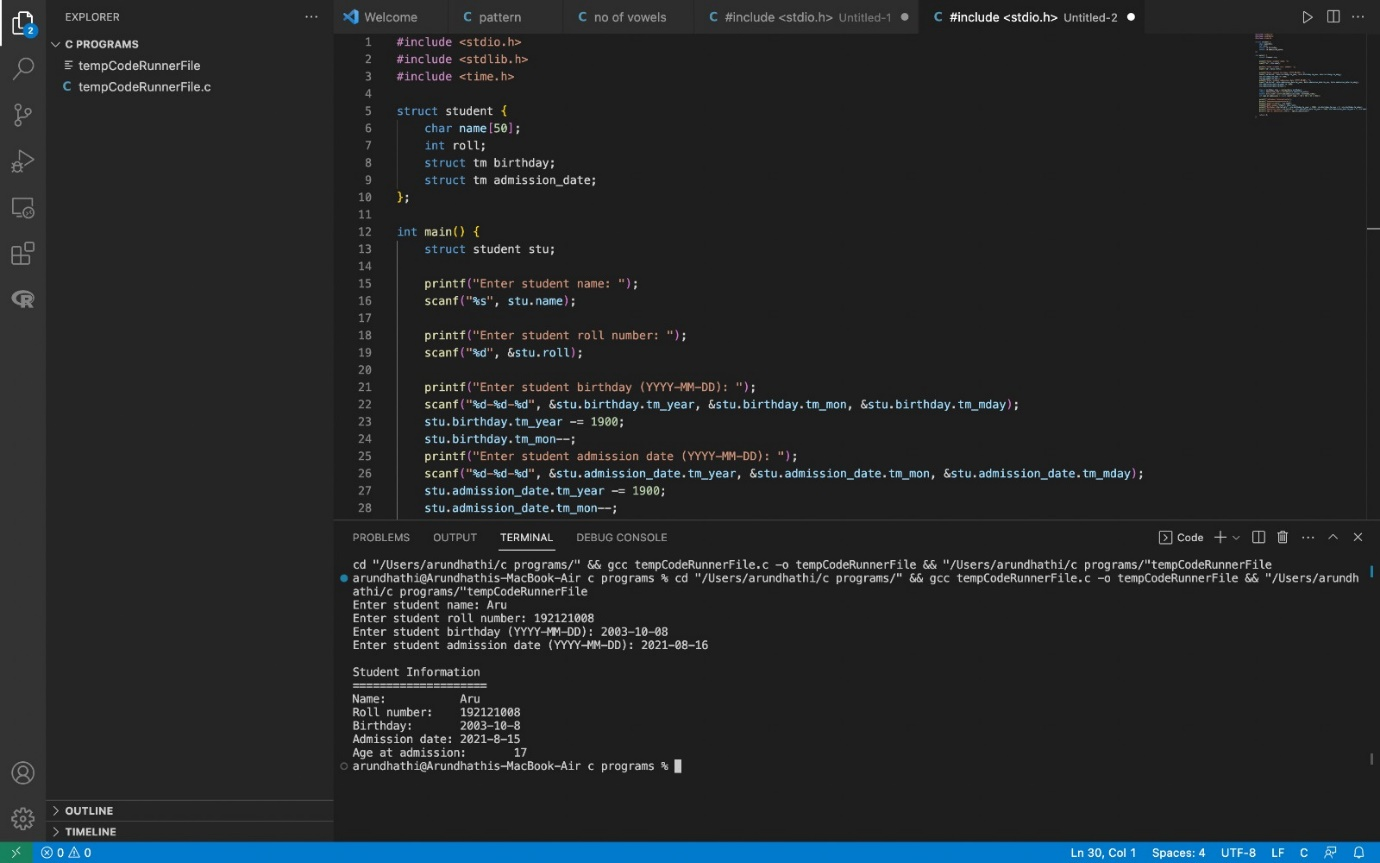 EXPLORER
Welcome
pattern
no of vowels
#include <stdio.h> Untitled-1
#include <stdio.h> Untitled-2
2
C PROGRAMS
tempCodeRunnerFile
C tempCodeRunnerFile.c
1 #include <stdio.h>
2 #include <stdlib.h>
3 #include <time.h>
4
5 struct student {
6 char name[50];
7 int roll;
8 struct tm birthday;
9 struct tm admission_date;
10 };
11
12 int main() {
13 struct student stu;
14
15 printf("Enter student name: ");
16 scanf("%s", stu.name);
17
18 printf("Enter student roll number: ");
19 scanf("%d", &stu.roll);
20
21 printf("Enter student birthday (YYYY-MM-DD): ");
22 scanf("%d-%d-%d", &stu.birthday.tm_year, &stu.birthday.tm_mon, &stu.birthday.tm_mday);
23 stu.birthday.tm_year -= 1900;
24 stu.birthday.tm_mon--;
25 printf("Enter student admission date (YYYY-MM-DD): ");
26 scanf("%d-%d-%d", &stu.admission_date.tm_year, &stu.admission_date.tm_mon, &stu.admission_date.tm_mday);
27 stu.admission_date.tm_year -= 1900;
28 stu.admission_date.tm_mon--;
PROBLEMS OUTPUT TERMINAL DEBUG CONSOLE
Code
cd "/Users/arundhathi/c programs/" && gcc tempCodeRunnerFile.c -o tempCodeRunnerFile && "/Users/arundhathi/c programs/"tempCodeRunnerFile
arundhathi@Arundhathis-MacBook-Air c programs % cd "/Users/arundhathi/c programs/" && gcc tempCodeRunnerFile.c -o tempCodeRunnerFile && "/Users/arundh
athi/c programs/"tempCodeRunnerFile
Enter student name: Aru
Enter student roll number: 192121008
Enter student birthday (YYYY-MM-DD): 2003-10-08
Enter student admission date (YYYY-MM-DD): 2021-08-16
Student Information
====================
Name: Aru
Roll number: 192121008
Birthday: 2003-10-8
Admission date: 2021-8-15
Age at admission: 17
arundhathi@Arundhathis-MacBook-Air c programs %
OUTLINE
TIMELINE
0 0
Ln 30, Col 1 Spaces: 4 UTF-8 LF C